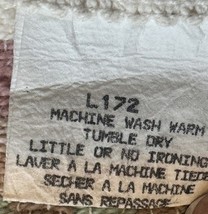 L172
MACHINE WASH WARM
TUMBLE DRY
LITTLE OR NO IRONING
LAVER A LA MACHINE TIEDE
SECHER A LA MACHINE
SANS REPASSAGE